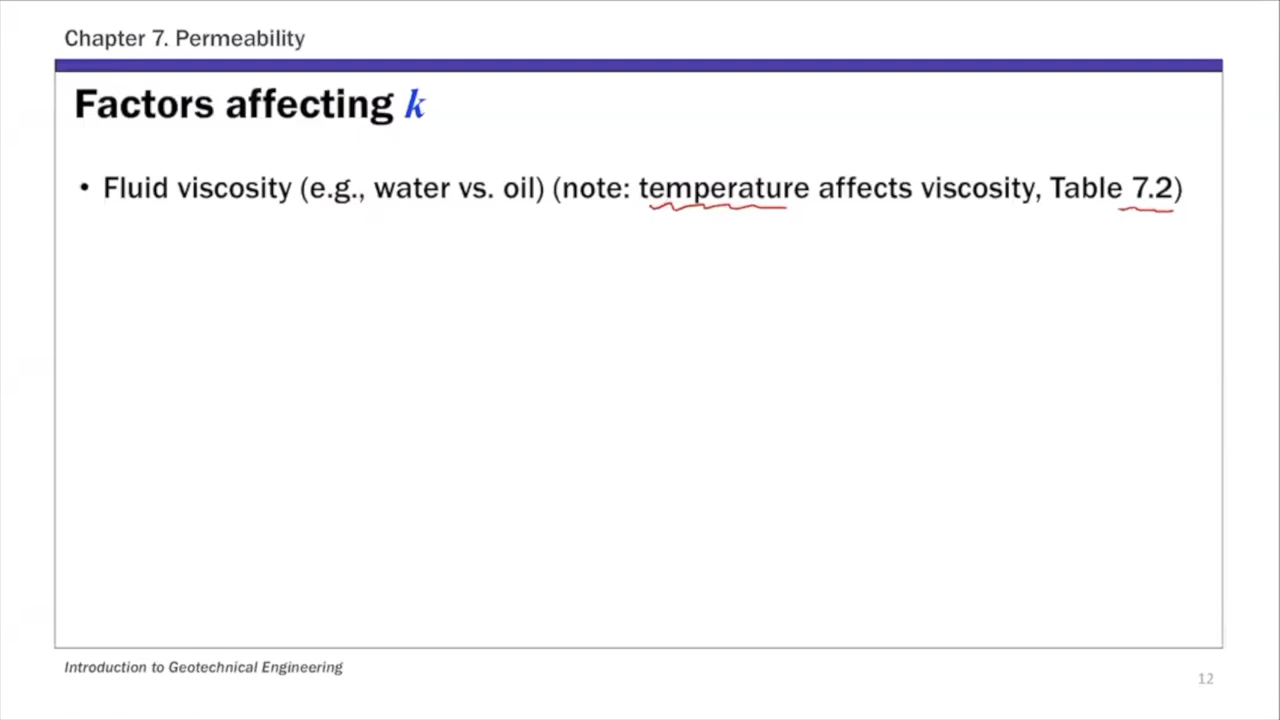 Chapter 7. Permeability
Factors affecting k
• Fluid viscosity (e.g., water vs. oil) (note: temperature affects viscosity, Table 7.2)
Introduction to Geotechnical Engineering
12